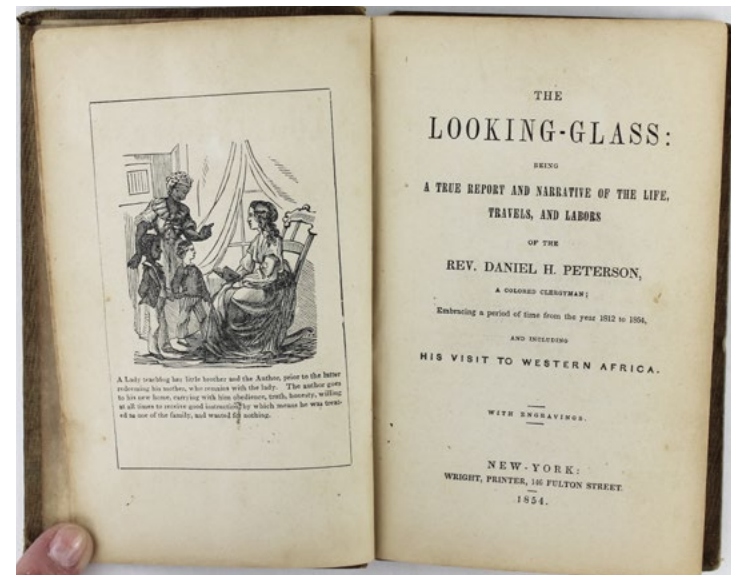 A Lady teaching her little brother and the Author, prior to the latter
redeeming his mother, who remains with the lady. The author goes
to his new home, carrying with him obedience, truth, honesty, willing
at all times to receive good instruction, by which means he was treat-
ed as one of the family, and wanted for nothing.
THE
LOOKING-GLASS:
BEING
A TRUE REPORT AND NARRATIVE OF THE LIFE,
TRAVELS, AND LABORS
OF THE
REV. DANIEL H. PETERSON,
A COLORED CLERGYMAN;
Embracing a period of time from the year 1812 to 1854,
AND INCLUDING
HIS VISIT TO WESTERN AFRICA.
WITH ENGRAVINGS.
NEW-YORK:
WRIGHT, PRINTER, 146 FULTON STREET.
1854.